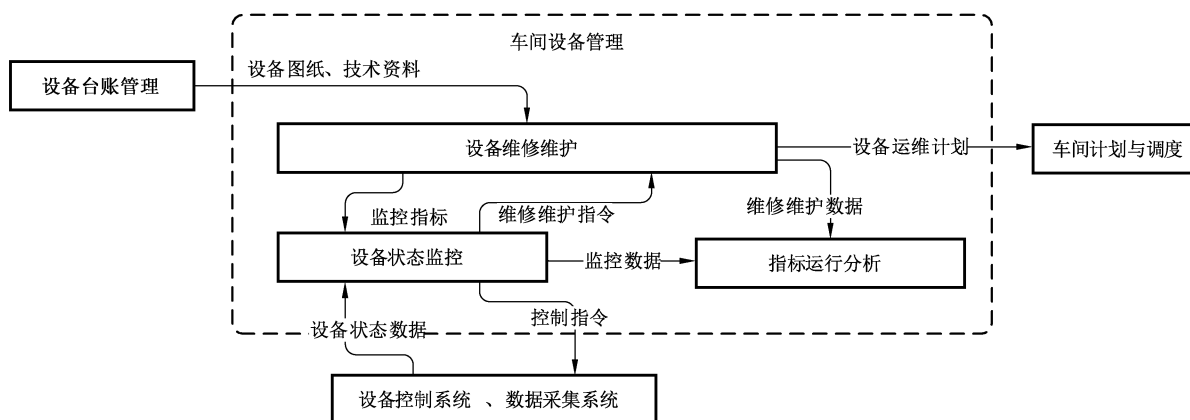 车间设备管理
设备图纸、技术资料
设备台账管理
设备维修维护
设备运维计划
车间计划与调度
监控指标
维修维护指令
维修维护数据
设备状态监控
监控数据
指标运行分析
控制指令
设备状态数据
设备控制系统 、数据采集系统